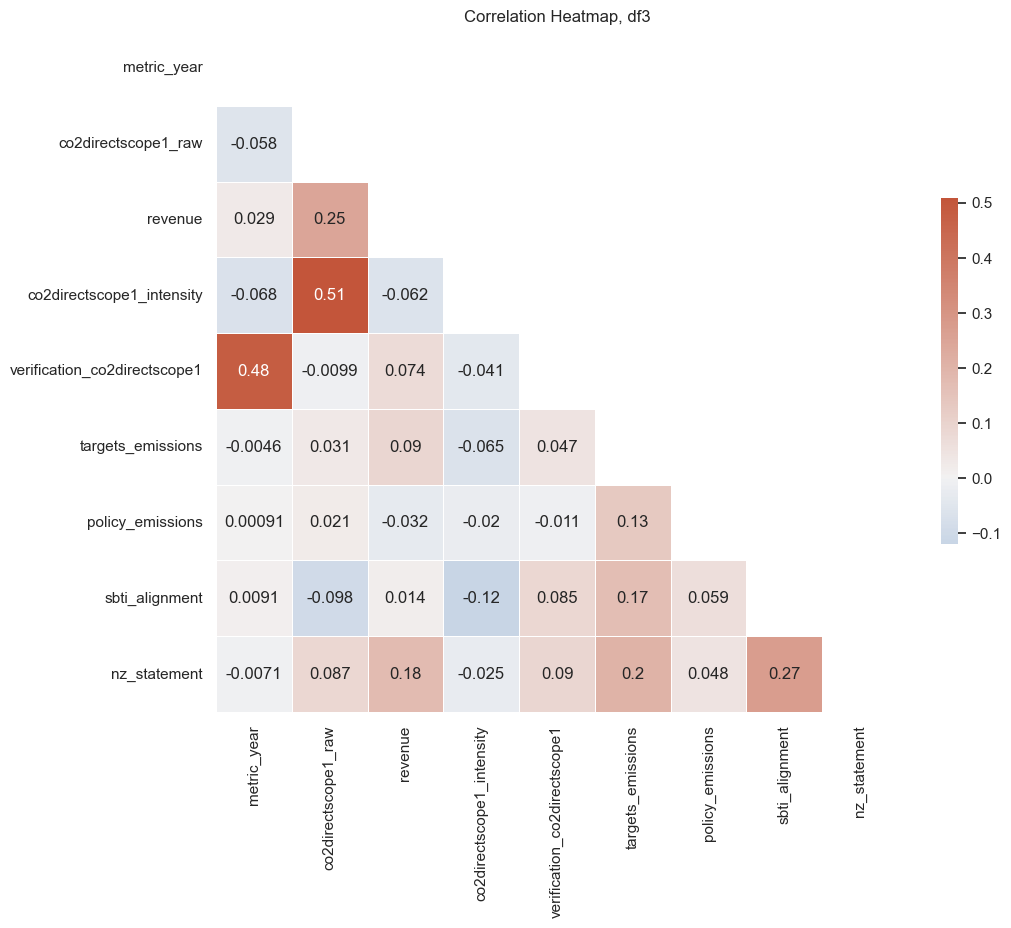 Correlation Heatmap, df3
metric_year
co2directscope1_raw -0.058
revenue 0.029 0.25
co2directscope1_intensity -0.068 0.51 -0.062
verification_co2directscope1 0.48 -0.0099 0.074 -0.041
targets_emissions -0.0046 0.031 0.09 -0.065 0.047
policy_emissions 0.00091 0.021 -0.032 -0.02 -0.011 0.13
sbti_alignment 0.0091 -0.098 0.014 -0.12 0.085 0.17 0.059
nz_statement -0.0071 0.087 0.18 -0.025 0.09 0.2 0.048 0.27
metric_year
co2directscope1_raw
revenue
co2directscope1_intensity
verification_co2directscope1
targets_emissions
policy_emissions
sbti_alignment
nz_statement
0.5
0.4
0.3
0.2
0.1
0.0
−0.1